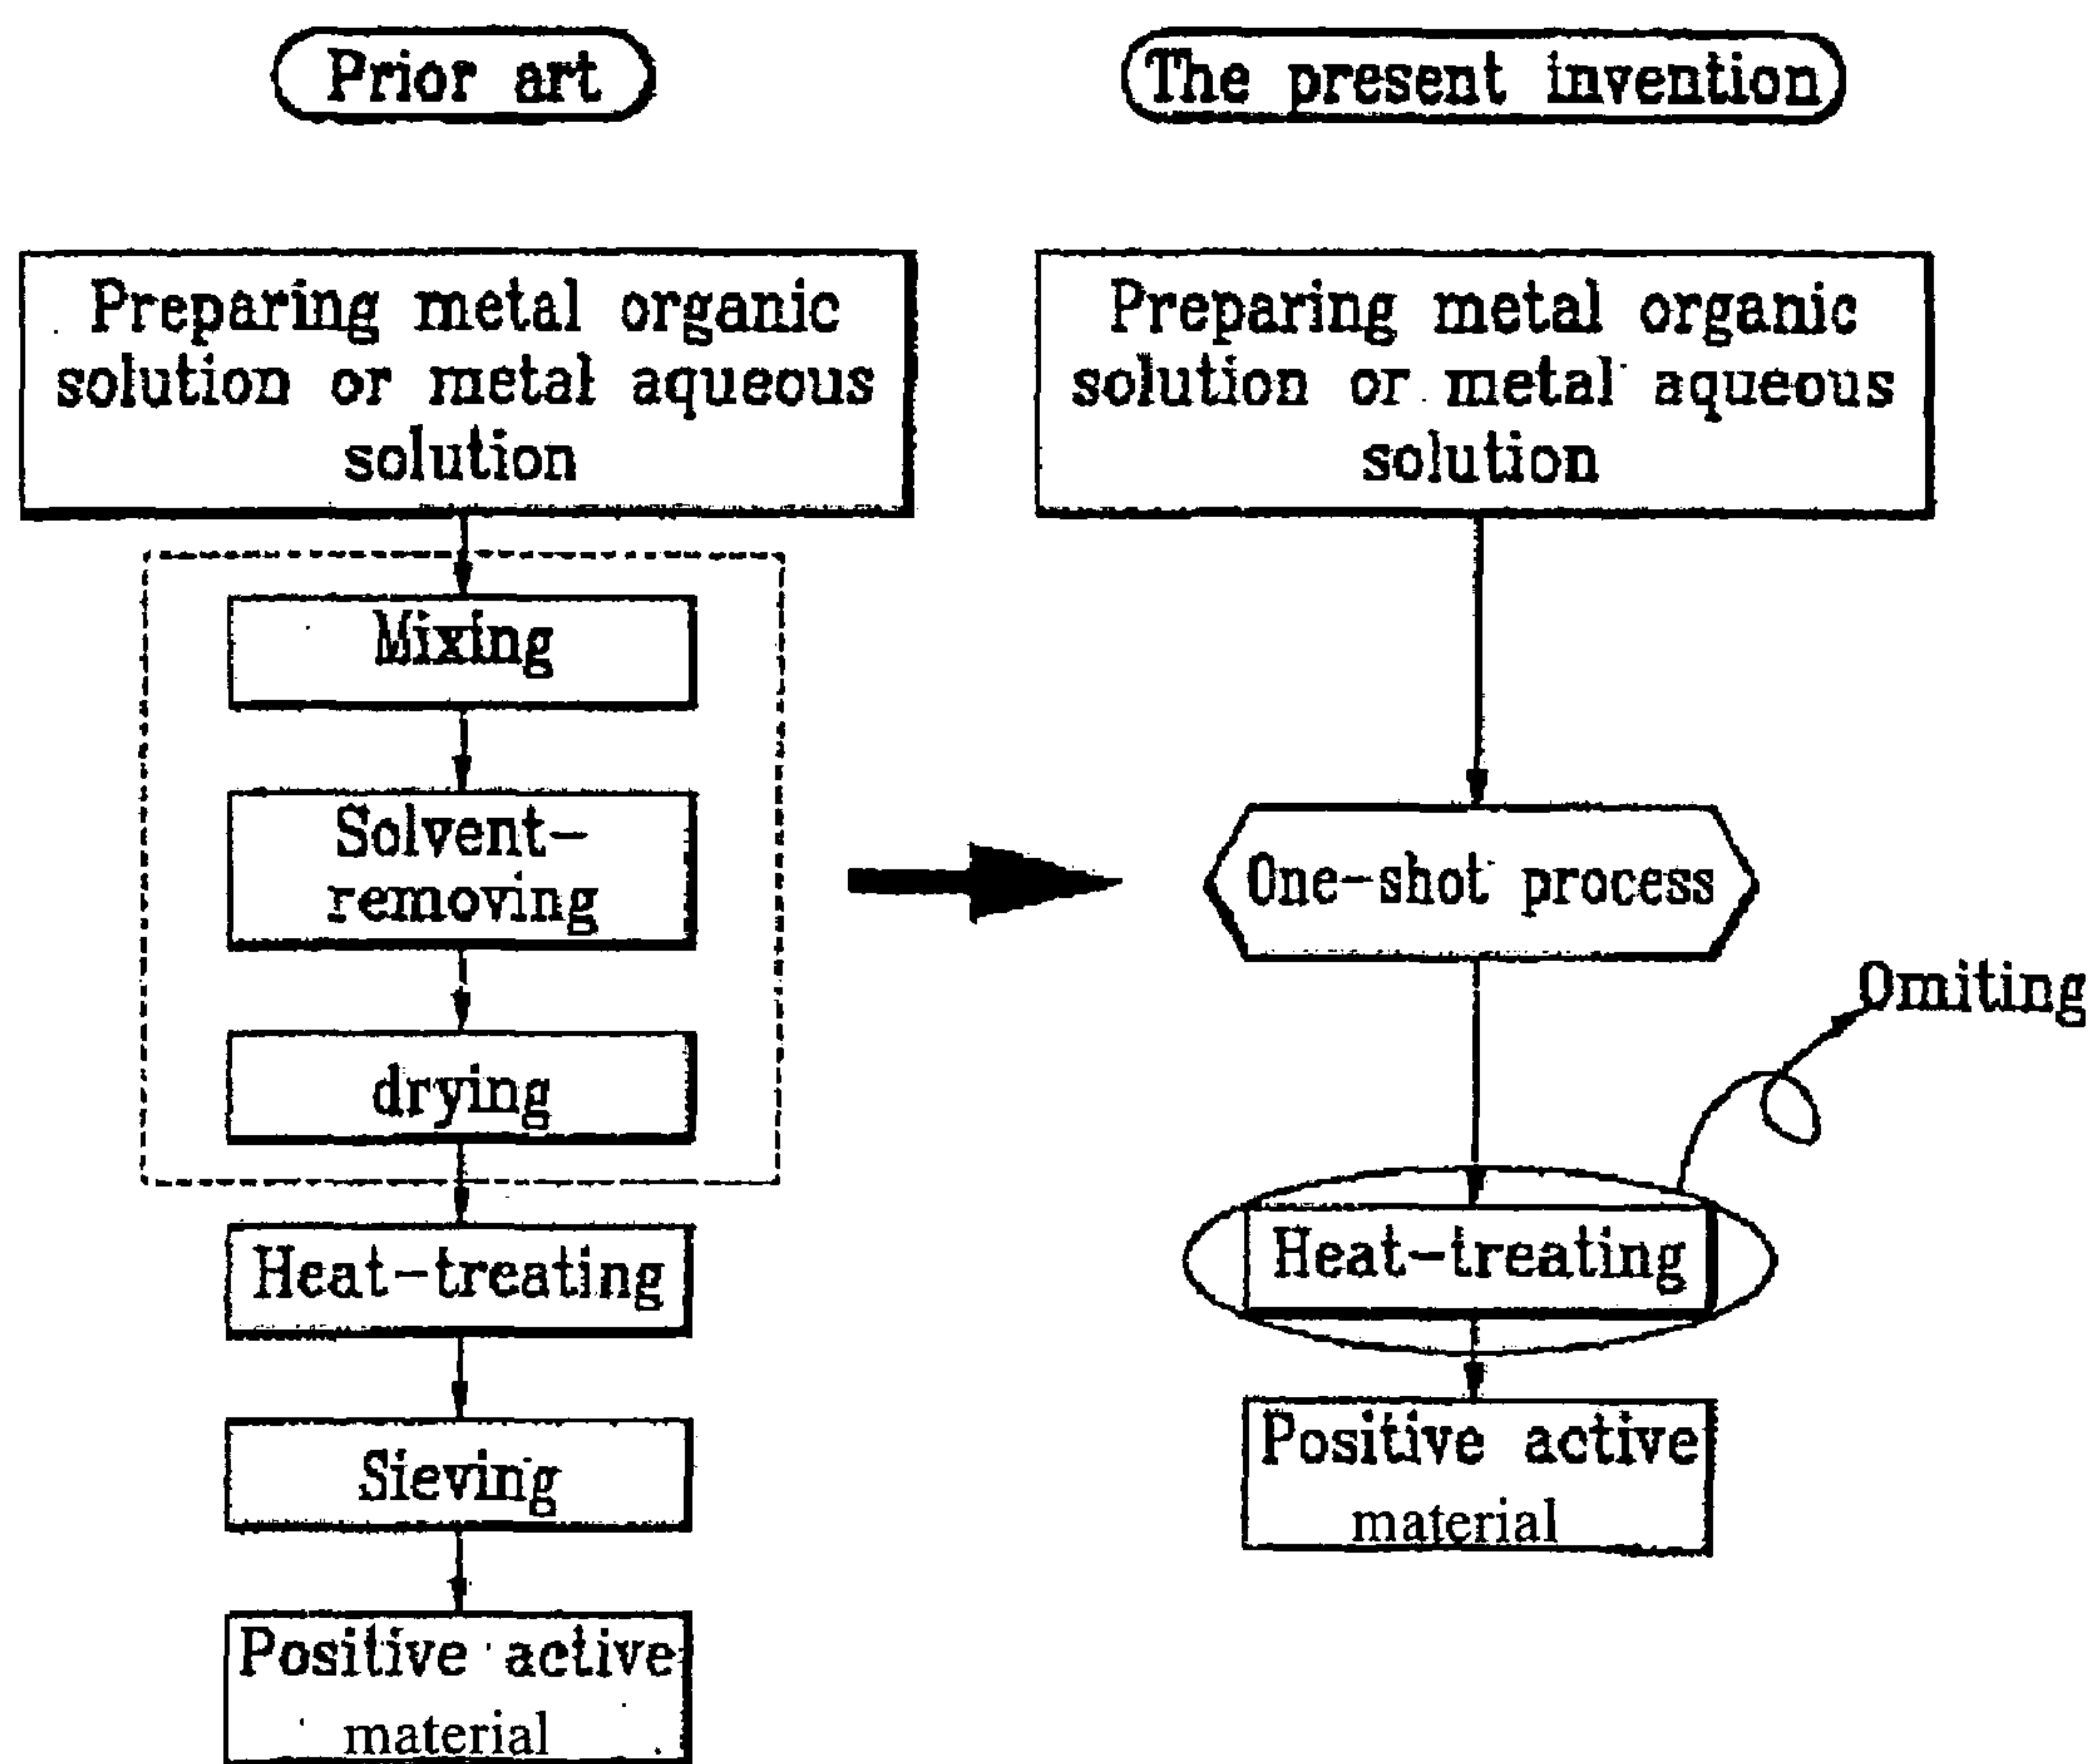 Prior art
Preparing metal organic
solution or metal aqueous
solution
Mixing
Solvent-
removing
drying
Heat-treating
Sieving
Positive active
material
The present invention
Preparing metal organic
solution or metal aqueous
solution
One-shot process
Omiting
Heat-treating
Positive active
material